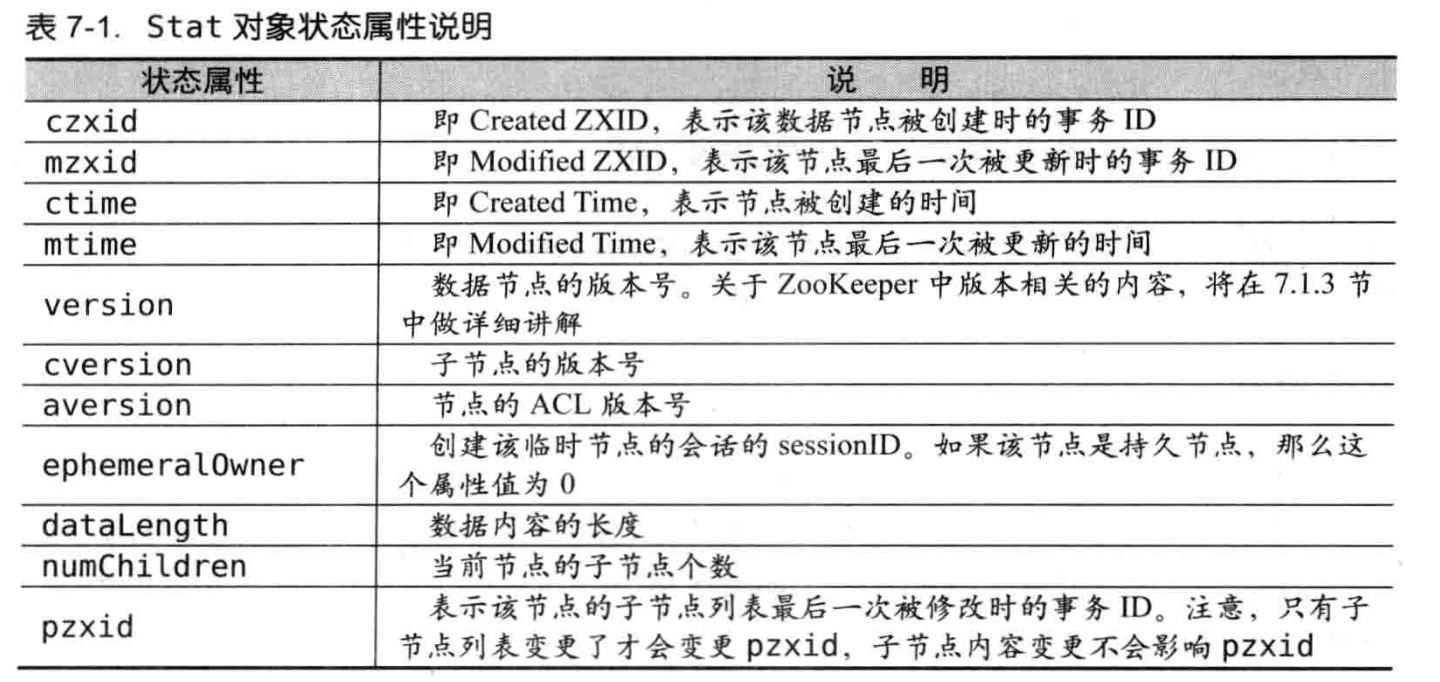 表 7-1. Stat 对象状态属性说明
状态属性 说 明
czxid 即 Created ZXID，表示该数据节点被创建时的事务 ID
mzxid 即 Modified ZXID，表示该节点最后一次被更新时的事务 ID
ctime 即 Created Time，表示节点被创建的时间
mtime 即 Modified Time，表示该节点最后一次被更新的时间
version 数据节点的版本号。关于 ZooKeeper 中版本相关的内容，将在 7.1.3 节
中做详细讲解
cversion 子节点的版本号
aversion 节点的 ACL 版本号
ephemeralOwner 创建该临时节点的会话的 sessionID。如果该节点是持久节点，那么这
个属性值为 0
dataLength 数据内容的长度
numChildren 当前节点的子节点个数
pzxid 表示该节点的子节点列表最后一次被修改时的事务 ID。注意，只有子
节点列表变更了才会变更 pzxid，子节点内容变更不会影响 pzxid